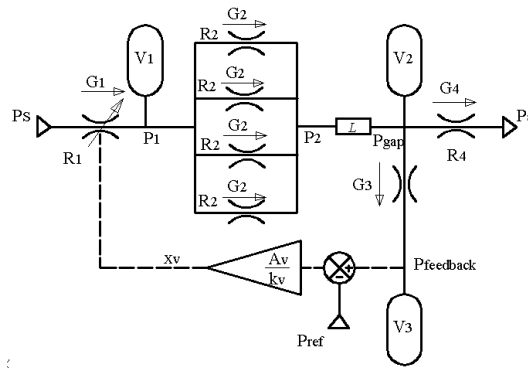 G2
V1
R2
V2
G1
G2
R2
G4
Ps
P1
G2
P2
L
Pgap
P
R1
R2
R4
G3
G2
R2
xv
Av
kv
+
-
Pfeedback
Pref
V3